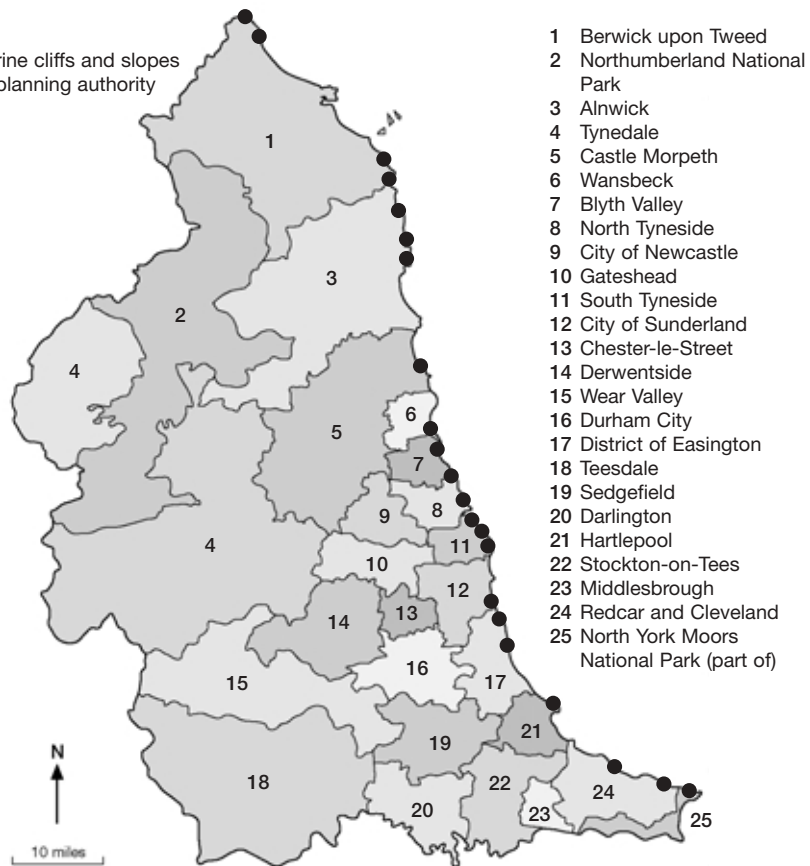 rine cliffs and slopes
planning authority
1 Berwick upon Tweed
2 Northumberland National
Park
3 Alnwick
4 Tynedale
5 Castle Morpeth
6 Wansbeck
7 Blyth Valley
8 North Tyneside
9 City of Newcastle
10 Gateshead
11 South Tyneside
12 City of Sunderland
13 Chester-le-Street
14 Derwentside
15 Wear Valley
16 Durham City
17 District of Easington
18 Teesdale
19 Sedgefield
20 Darlington
21 Hartlepool
22 Stockton-on-Tees
23 Middlesbrough
24 Redcar and Cleveland
25 North York Moors
National Park (part of)
1
3
2
4
6
5
7
9
8
4
11
10
12
13
14
16
15
17
21
19
18
22
24
20
23
25
N
10 miles